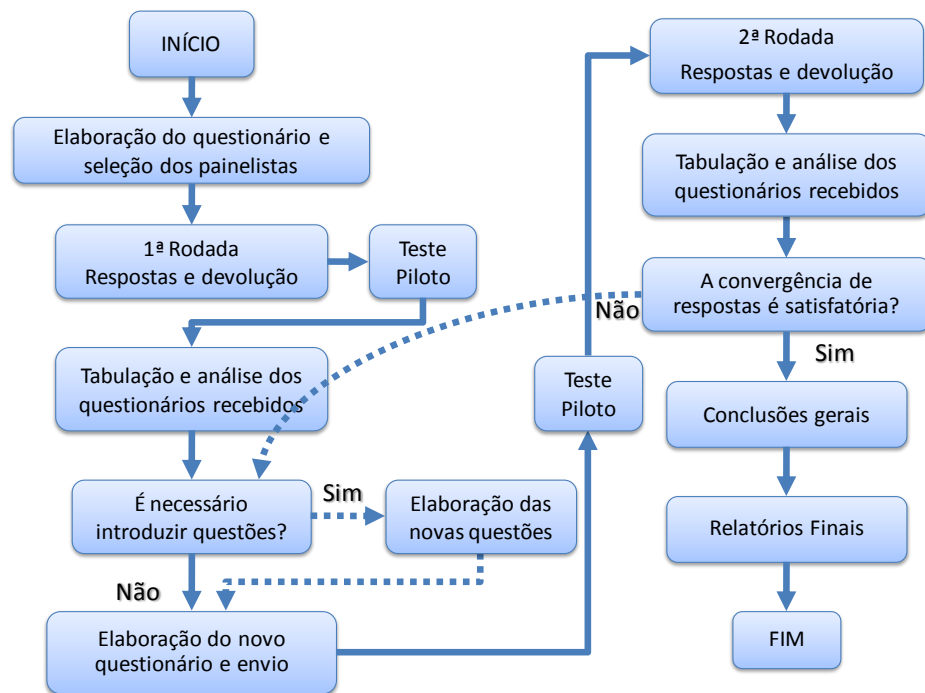 INÍCIO
Elaboração do questionário e
seleção dos painelistas
1ª Rodada
Respostas e devolução
Teste
Piloto
Tabulação e análise dos
questionários recebidos
É necessário
introduzir questões?
Sim
Elaboração das
novas questões
Não
Elaboração do novo
questionário e envio
Teste
Piloto
2ª Rodada
Respostas e devolução
Tabulação e análise dos
questionários recebidos
A convergência de
respostas é satisfatória?
Não
Sim
Conclusões gerais
Relatórios Finais
FIM